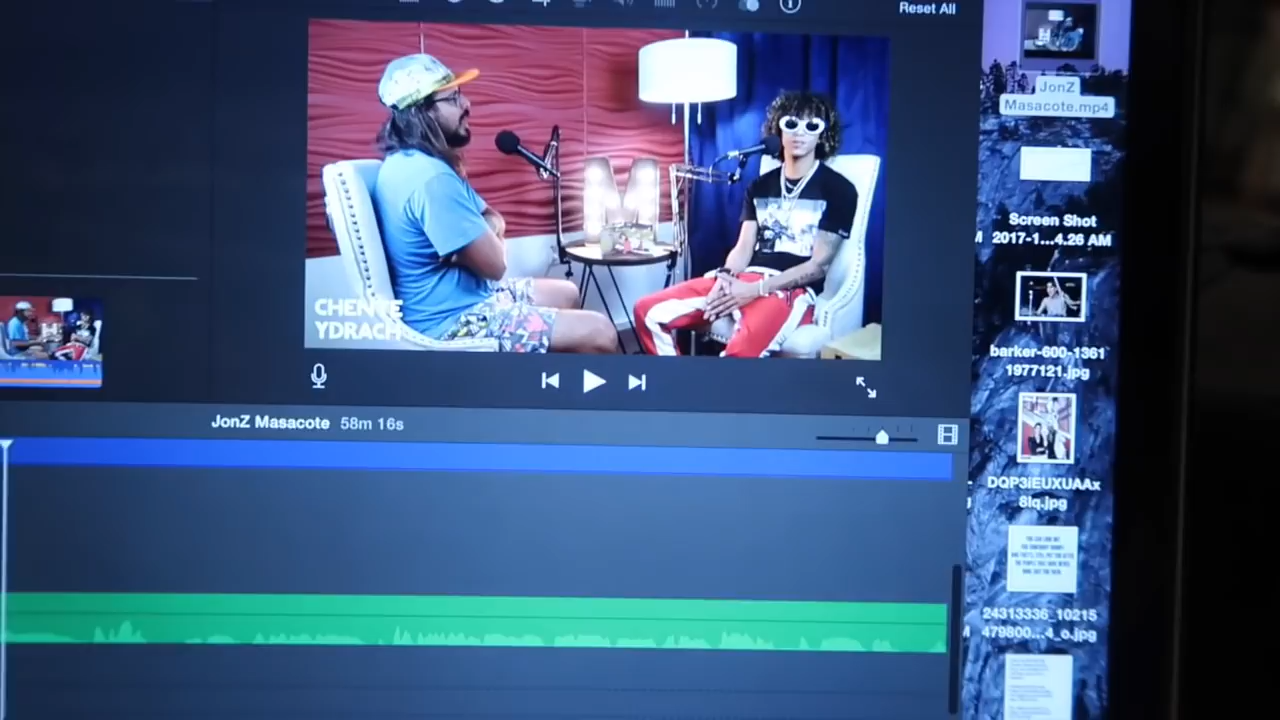 Reset All
JonZ
Masacote.mp4
Screen Shot
2017-1...4.26 AM
barker-600-1361
1977121.jpg
CHENTE
YDRACH
M
JonZ Masacote 58m 16s
DQP3iEUXUAAx
8lq.jpg
24313336_10215
479800...4_o.jpg